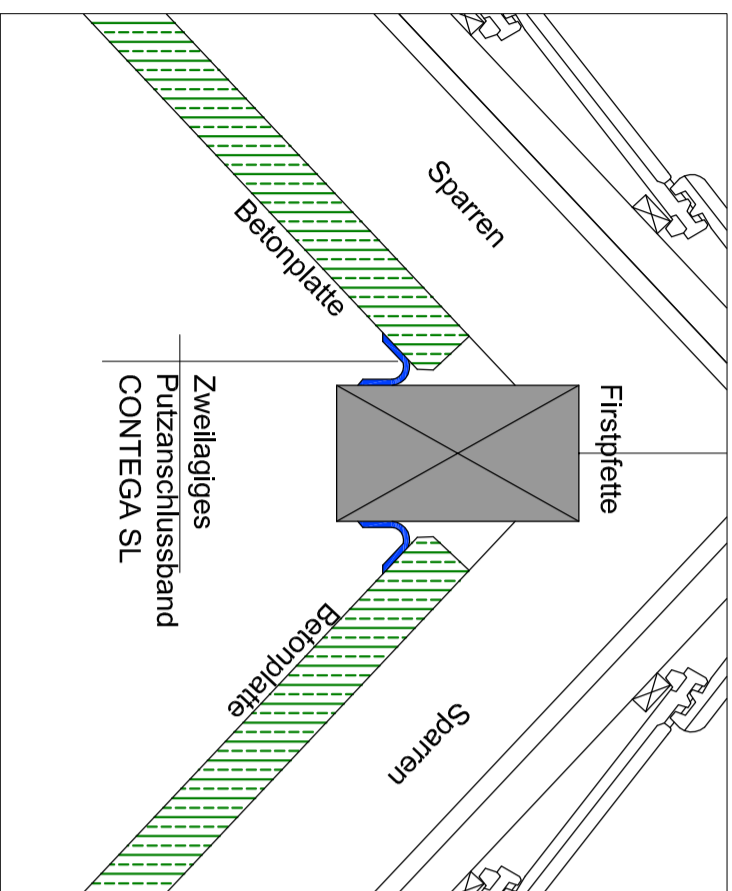 Firstpfette
Sparren
Sparren
Betonplatte
Betonplatte
Zweilagiges
Putzanschlussband
CONTEGA SL